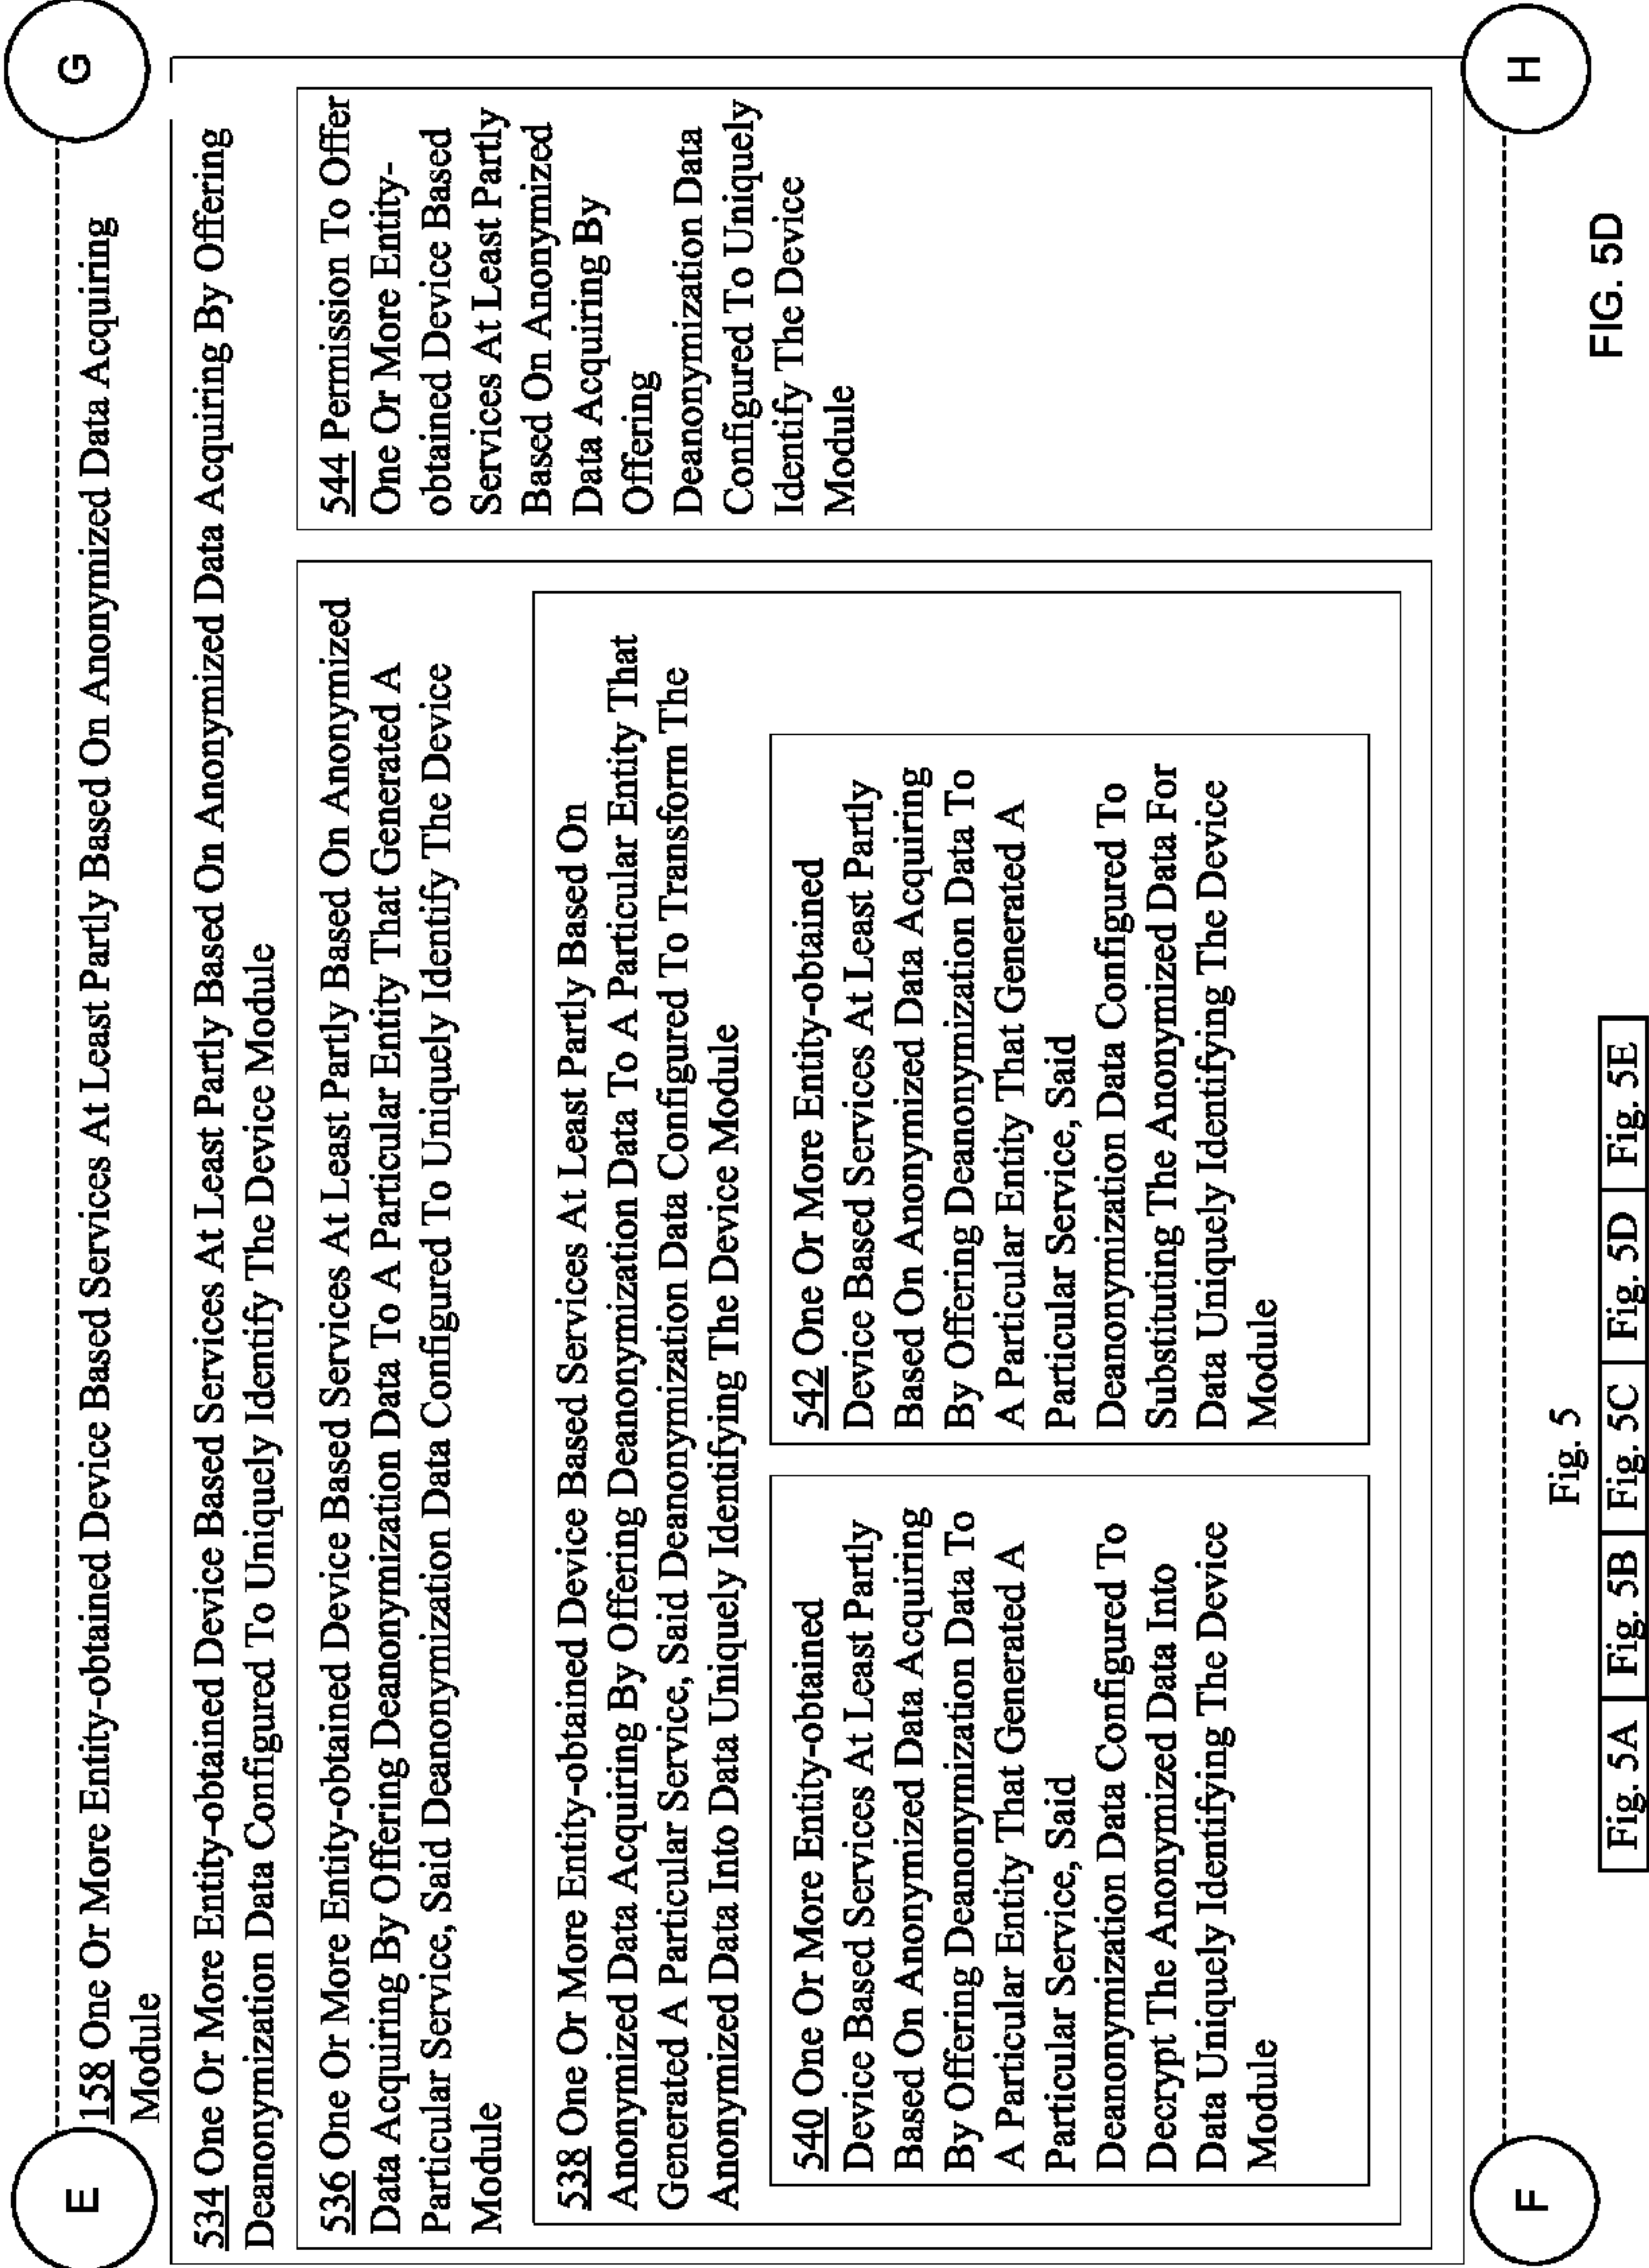 E
G
158 One Or More Entity-obtained Device Based Services At Least Partly Based On Anonymized Data Acquiring
Module
534 One Or More Entity-obtained Device Based Services At Least Partly Based On Anonymized Data Acquiring By Offering
Deanonymization Data Configured To Uniquely Identify The Device Module
536 One Or More Entity-obtained Device Based Services At Least Partly Based On Anonymized
Data Acquiring By Offering Deanonymization Data To A Particular Entity That Generated A
Particular Service, Said Deanonymization Data Configured To Uniquely Identify The Device
Module
538 One Or More Entity-obtained Device Based Services At Least Partly Based On
Anonymized Data Acquiring By Offering Deanonymization Data To A Particular Entity That
Generated A Particular Service, Said Deanonymization Data Configured To Transform The
Anonymized Data Into Data Uniquely Identifying The Device Module
540 One Or More Entity-obtained
Device Based Services At Least Partly
Based On Anonymized Data Acquiring
By Offering Deanonymization Data To
A Particular Entity That Generated A
Particular Service, Said
Deanonymization Data Configured To
Decrypt The Anonymized Data Into
Data Uniquely Identifying The Device
Module
542 One Or More Entity-obtained
Device Based Services At Least Partly
Based On Anonymized Data Acquiring
By Offering Deanonymization Data To
A Particular Entity That Generated A
Particular Service, Said
Deanonymization Data Configured To
Substituting The Anonymized Data For
Data Uniquely Identifying The Device
Module
544 Permission To Offer
One Or More Entity-
obtained Device Based
Services At Least Partly
Based On Anonymized
Data Acquiring By
Offering
Deanonymization Data
Configured To Uniquely
Identify The Device
Module
F
H
Fig. 5
Fig. 5A Fig. 5B Fig. 5C Fig. 5D Fig. 5E
FIG. 5D